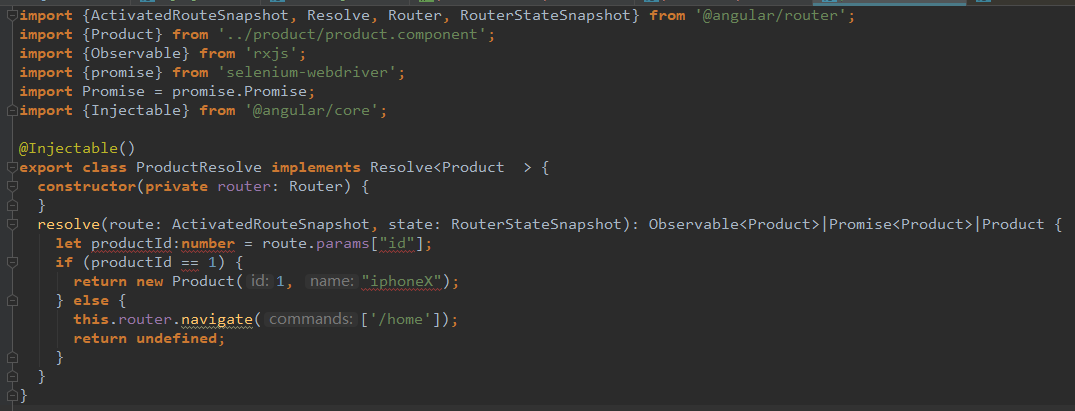 import {ActivatedRouteSnapshot, Resolve, Router, RouterStateSnapshot} from '@angular/router';
import {Product} from '../product/product.component';
import {Observable} from 'rxjs';
import {promise} from 'selenium-webdriver';
import Promise = promise.Promise;
import {Injectable} from '@angular/core';

@Injectable()
export class ProductResolve implements Resolve<Product  > {
  constructor(private router: Router) {
  }
  resolve(route: ActivatedRouteSnapshot, state: RouterStateSnapshot): Observable<Product>|Promise<Product>|Product {
    let productId:number = route.params["id"];
    if (productId == 1) {
      return new Product( id: 1,  name: "iphoneX");
    } else {
      this.router.navigate( commands: ['/home']);
      return undefined;
    }
  }
}